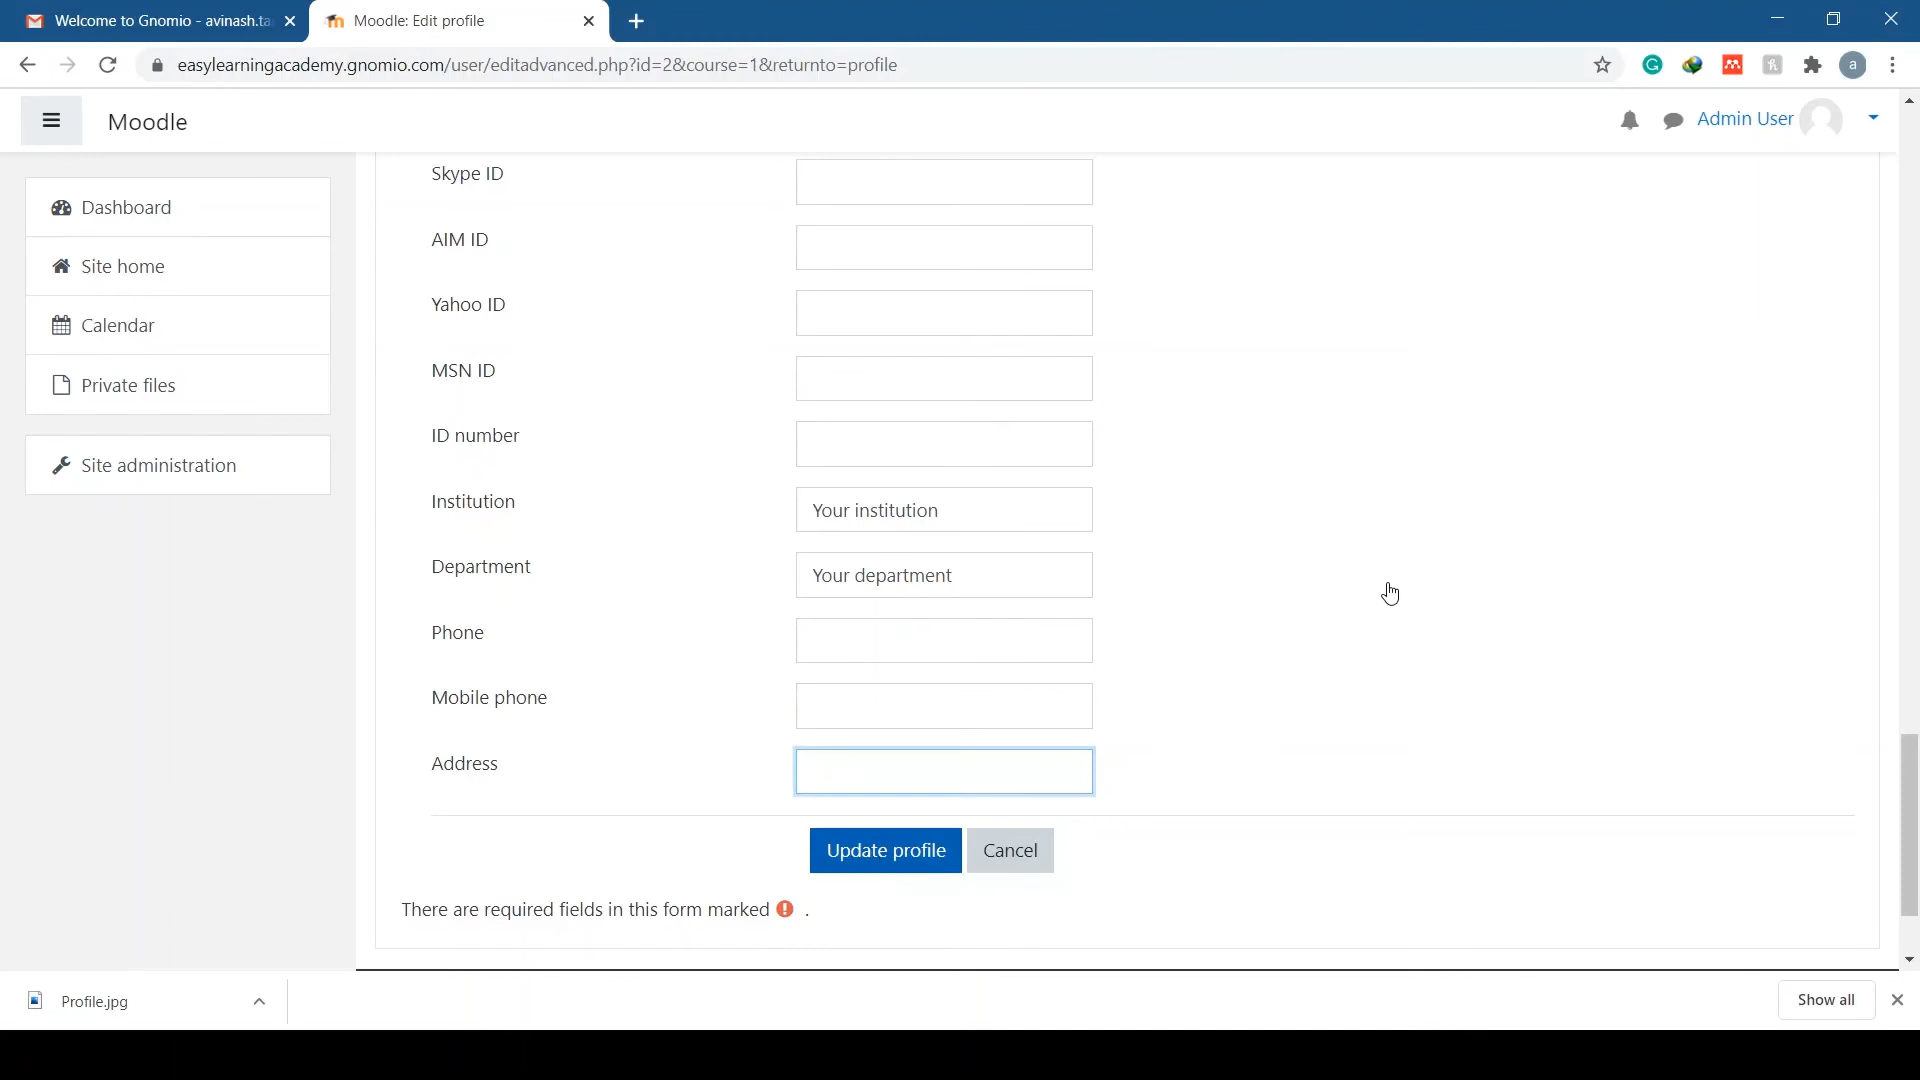 Welcome to Gnomio - avinash.ta
Moodle: Edit profile
easylearningacademy.gnomio.com/user/editadvanced.php?id=2&course=1&returnto=profile
a
Moodle
Admin User
Dashboard
Site home
Calendar
Private files
Site administration
Skype ID
AIM ID
Yahoo ID
MSN ID
ID number
Institution
Your institution
Department
Your department
Phone
Mobile phone
Address
Update profile
Cancel
There are required fields in this form marked .
Profile.jpg
Show all